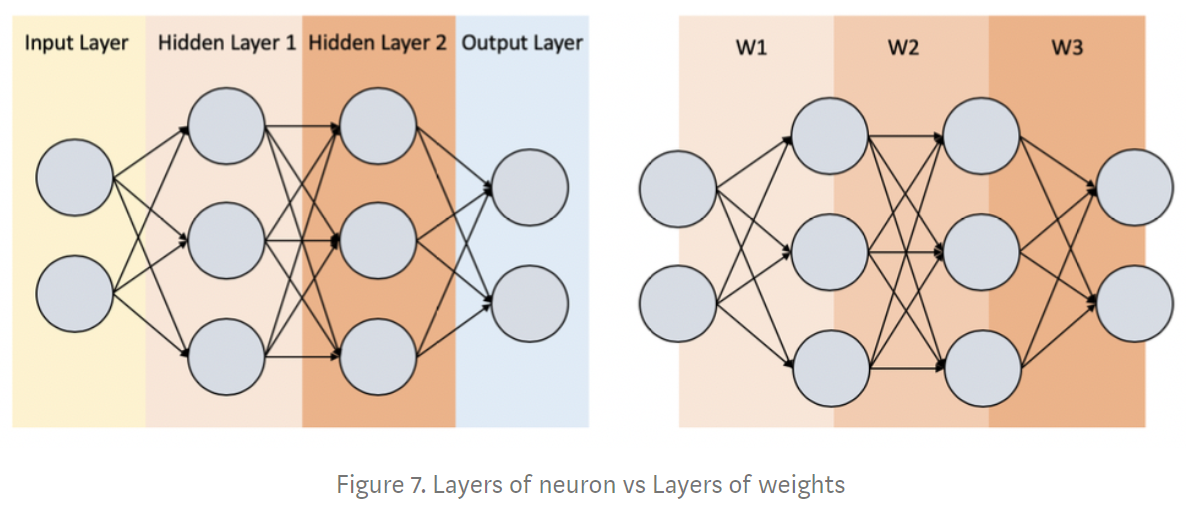 Input Layer Hidden Layer 1 Hidden Layer 2 Output Layer
W1 W2 W3
Figure 7. Layers of neuron vs Layers of weights